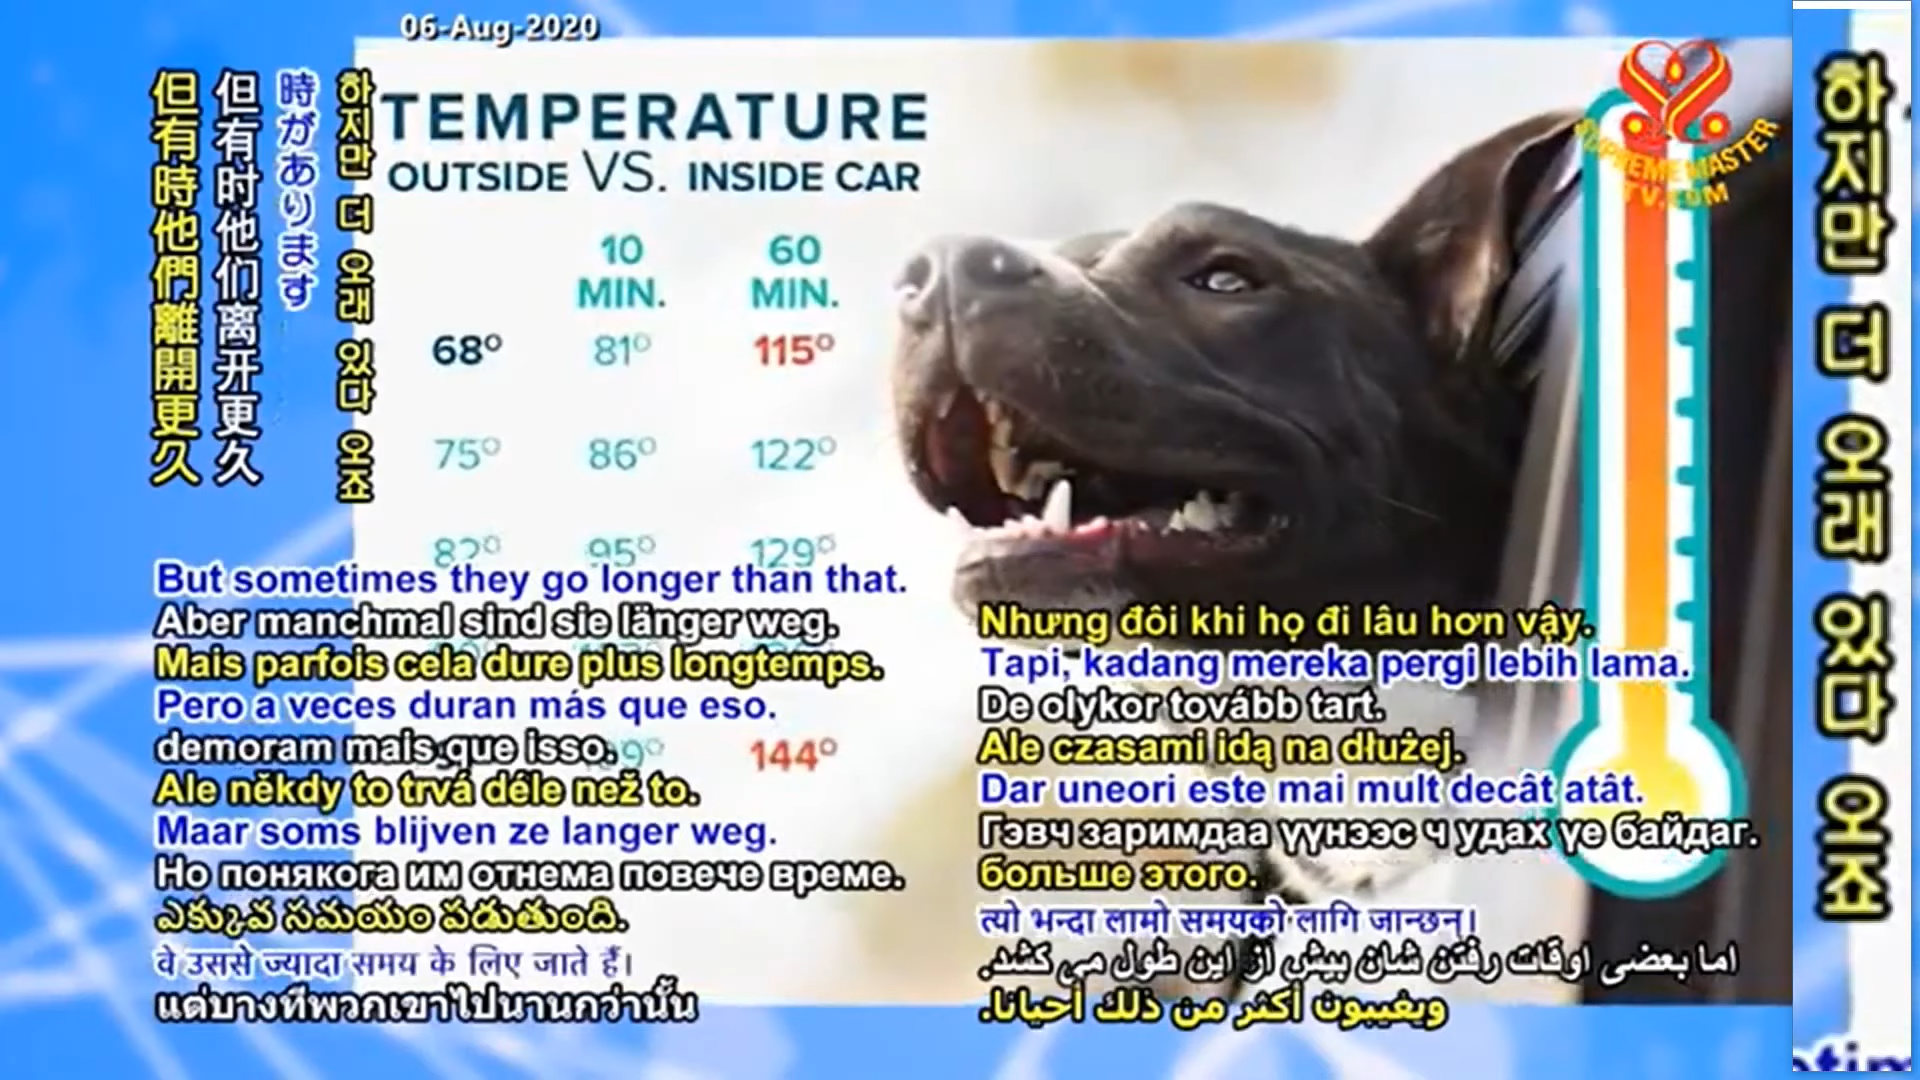 06-Aug-2020
但有時他們離開更久
但有时他们离开更久
時があります
하지만 더 오래 있다 오죠
TEMPERATURE
OUTSIDE VS. INSIDE CAR
10 MIN.
60 MIN.
68° 81° 115°
75° 86° 122°
82° 95° 129°
144°
SUPREME MASTER
TV.COM
But sometimes they go longer than that.
Aber manchmal sind sie länger weg.
Mais parfois cela dure plus longtemps.
Pero a veces duran más que eso.
demoram mais que isso.
Ale někdy to trvá déle než to.
Maar soms blijven ze langer weg.
Но понякога им отнема повече време.
ఎక్కువ సమయం పడుతుంది.
वे उससे ज्यादा समय के लिए जाते हैं।
แต่บางทีพวกเขาไปนานกว่านั้น
Nhưng đôi khi họ đi lâu hơn vậy.
Tapi, kadang mereka pergi lebih lama.
De olykor tovább tart.
Ale czasami idą na dłużej.
Dar uneori este mai mult decât atât.
Гэвч заримдаа үүнээс ч удах үе байдаг.
больше этого.
त्यो भन्दा लामो समयको लागि जान्छन्।
اما بعضی اوقات رفتن شان بیش از این طول می کشد.
ويغيبون أكثر من ذلك أحيانا.
하지만 더 오래 있다 오죠